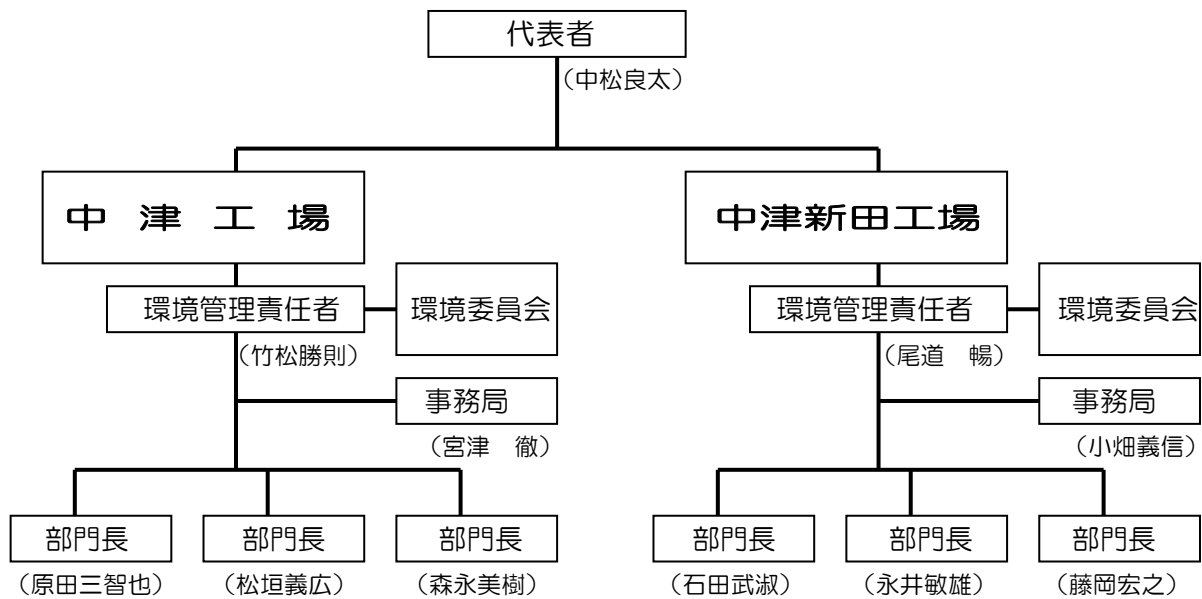 代表者
（中松良太）
中　津　工　場
中津新田工場
環境管理責任者
環境委員会
環境管理責任者
環境委員会
（竹松勝則）
（尾道　暢）
事務局
事務局
（宮津　徹）
（小畑義信）
部門長
部門長
部門長
部門長
部門長
部門長
（原田三智也）
（松垣義広）
（森永美樹）
（石田武淑）
（永井敏雄）
（藤岡宏之）